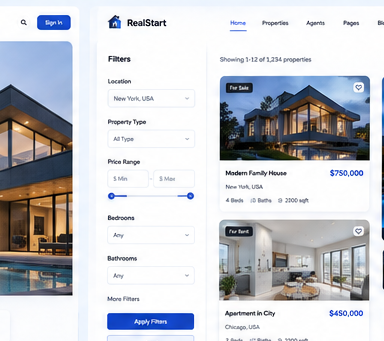 Sign In
RealStart
Home Properties Agents Pages
Filters
Location
New York, USA
Property Type
All Type
Price Range
$ Min - $ Max
Bedrooms
Any
Bathrooms
Any
More Filters
Apply Filters
Showing 1-12 of 1,234 properties
For Sale
Modern Family House $750,000
New York, USA
4 Beds Baths 2200 sqft
For Rent
Apartment in City $450,000
Chicago, USA